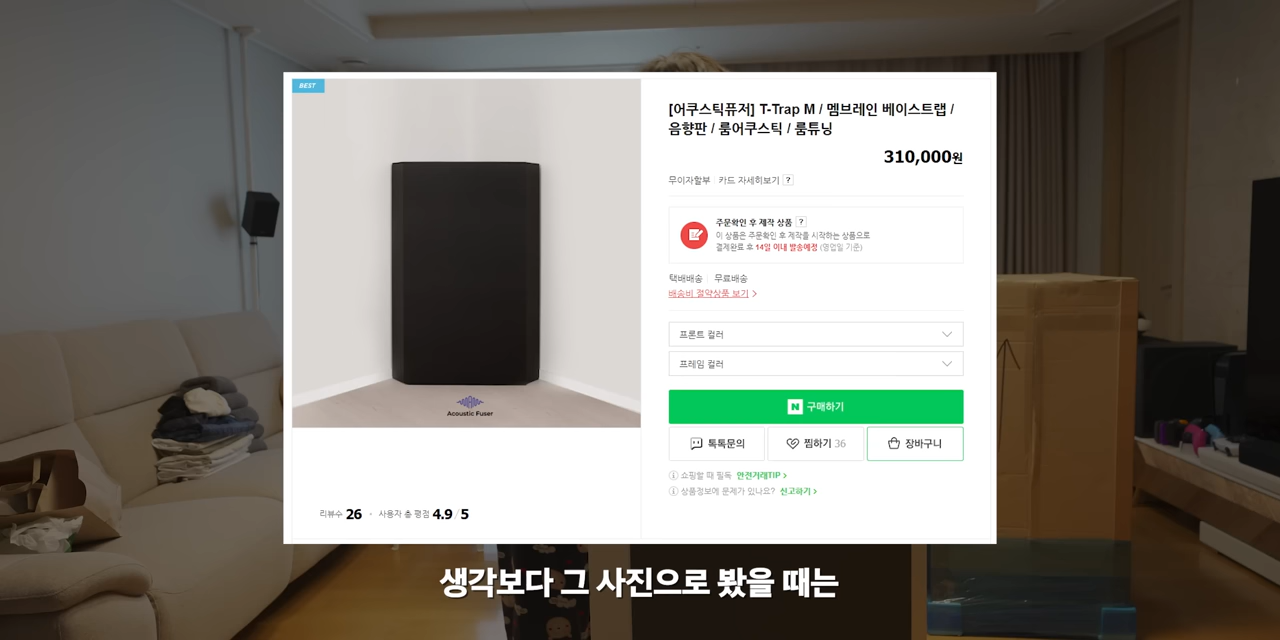 BEST
[어쿠스틱퓨저] T-Trap M / 멤브레인 베이스트랩 /
음향판 / 룸어쿠스틱 / 룸튜닝
310,000원
무이자할부 카드 자세히보기 ?
주문확인 후 제작 상품 ?
이 상품은 주문확인 후 제작을 시작하는 상품으로
결제완료 후 14일 이내 발송예정 (영업일 기준)
택배배송 무료배송
배송비 절약상품 보기 >
프론트 컬러
프레임 컬러
N 구매하기
톡톡문의 찜하기 36 장바구니
쇼핑할 때 필독 안전거래TIP >
상품정보에 문제가 있나요? 신고하기 >
Acoustic Fuser
리뷰수 26 · 사용자 총 평점 4.9 / 5
생각보다 그 사진으로 봤을 때는